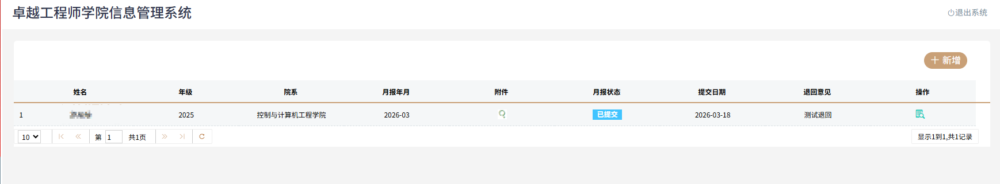 卓越工程师学院信息管理系统
退出系统
新增
姓名 年级 院系 月报年月 附件 月报状态 提交日期 退回意见 操作
1 2025 控制与计算机工程学院 2026-03 已提交 2026-03-18 测试退回
10 第 1 共1页 显示1到1,共1记录